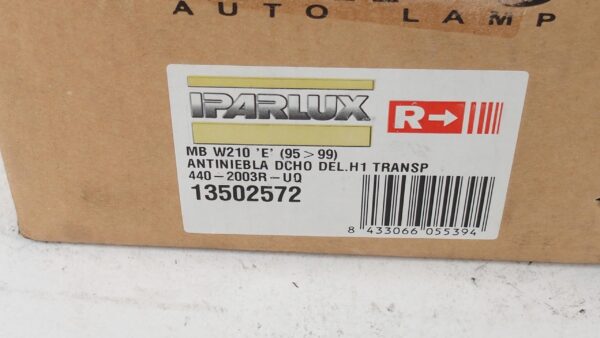 AUTO LAMP
IPARLUX
R→
MB W210 'E' (95>99)
ANTINIEBLA DCHO DEL.H1 TRANSP
440-2003R-UQ
13502572
8 433066 055394